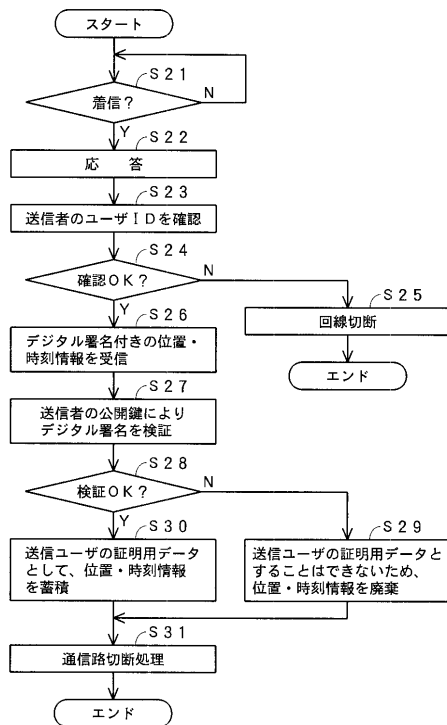 スタート
S21
着信？
N
Y
S22
応 答
S23
送信者のユーザIDを確認
S24
確認OK？
N
Y
S25
回線切断
エンド
S26
デジタル署名付きの位置・
時刻情報を受信
S27
送信者の公開鍵により
デジタル署名を検証
S28
検証OK？
N
Y
S30
送信ユーザの証明用データ
として、位置・時刻情報
を蓄積
S29
送信ユーザの証明用データと
することはできないため、
位置・時刻情報を廃棄
S31
通信路切断処理
エンド